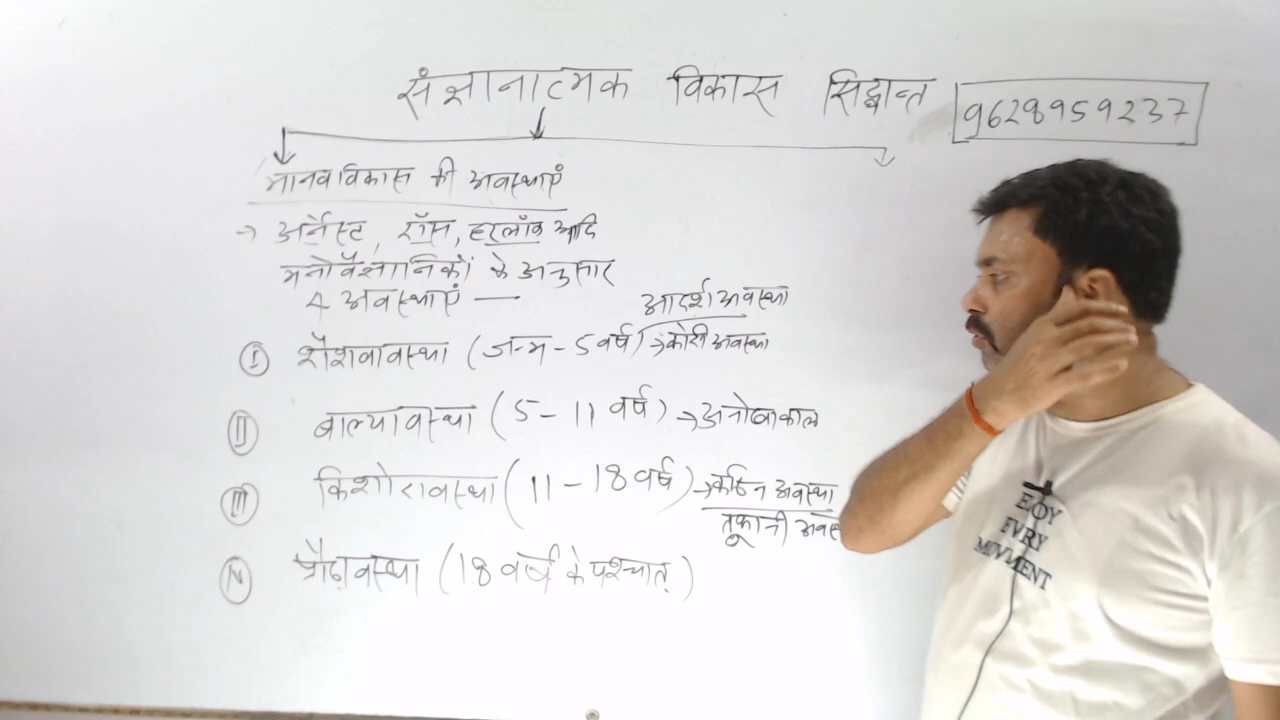 संज्ञानात्मक विकास सिद्धान्त
9628959237
मानव विकास की अवस्थाएं
→ अर्नेस्ट, रॉस, हरलॉक आदि
मनोवैज्ञानिकों के अनुसार
4 अवस्थाएं —
आदर्श अवस्था
I शैशवावस्था (जन्म - 5 वर्ष) → कोरी अवस्था
II बाल्यावस्था (5 - 11 वर्ष) → अनोखा काल
III किशोरावस्था (11 - 18 वर्ष) → कठिन अवस्था
तूफानी अवस्
IV प्रौढ़ावस्था (18 वर्ष के पश्चात्)
ENJOY
EVRY
MOVMENT